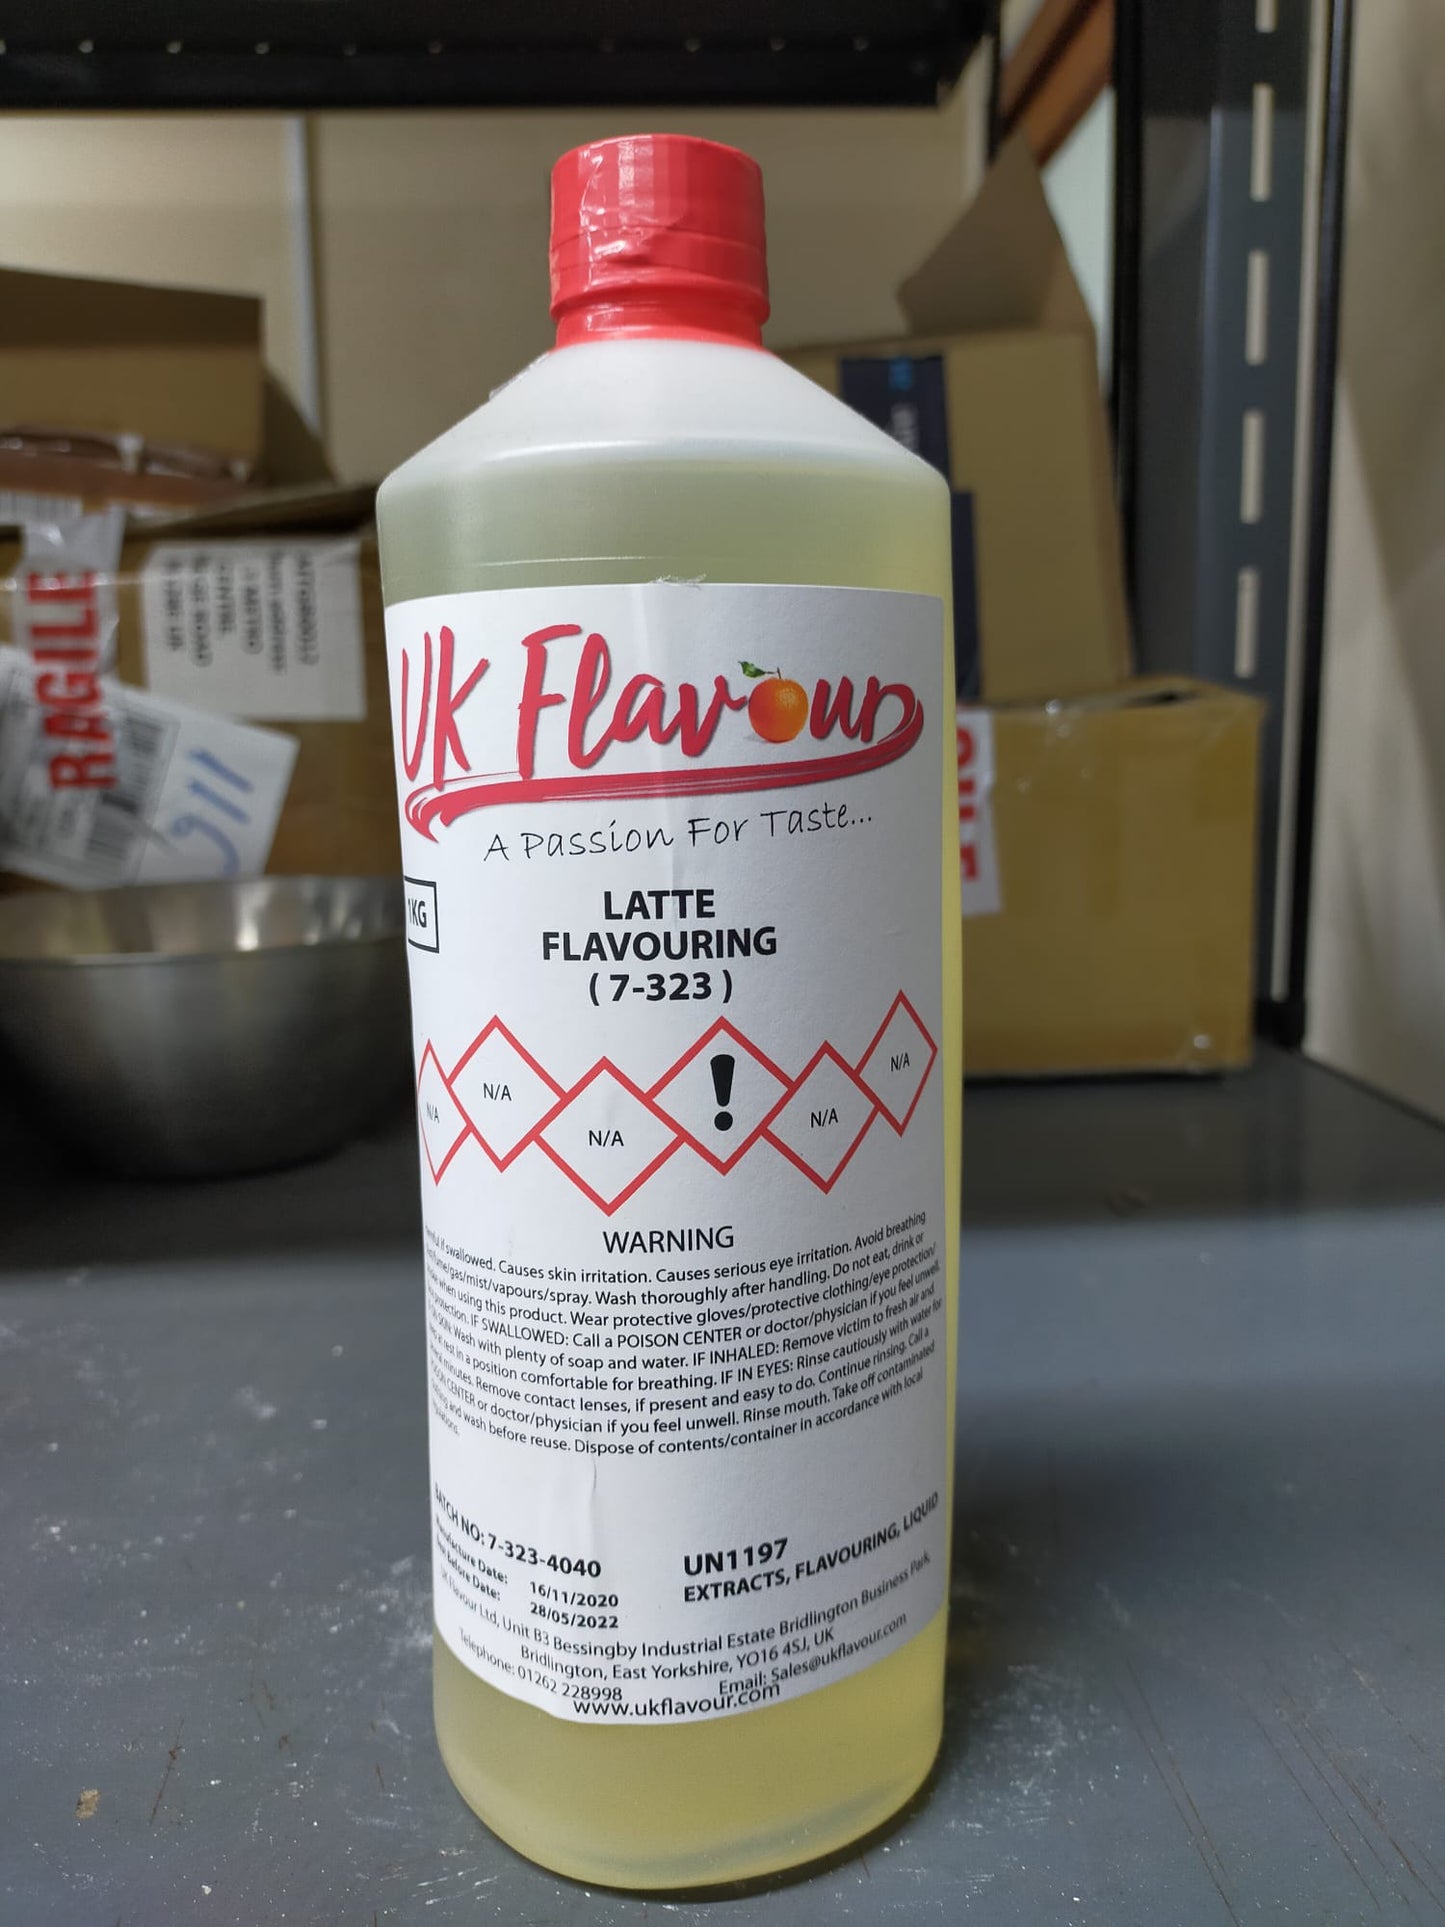 UK Flavour
A Passion For Taste...
1KG
LATTE
FLAVOURING
( 7-323 )
N/A
N/A
N/A
!
N/A
N/A
WARNING
if swallowed. Causes skin irritation. Causes serious eye irritation. Avoid breathing
/gas/mist/vapours/spray. Wash thoroughly after handling. Do not eat, drink or
when using this product. Wear protective gloves/protective clothing/eye protection/
protection. IF SWALLOWED: Call a POISON CENTER or doctor/physician if you feel unwell.
Wash with plenty of soap and water. IF INHALED: Remove victim to fresh air and
in a position comfortable for breathing. IF IN EYES: Rinse cautiously with water for
minutes. Remove contact lenses, if present and easy to do. Continue rinsing. Call a
CENTER or doctor/physician if you feel unwell. Rinse mouth. Take off contaminated
and wash before reuse. Dispose of contents/container in accordance with local
BATCH NO: 7-323-4040
Manufacture Date: 16/11/2020
Before Date: 28/05/2022
UN1197
EXTRACTS, FLAVOURING, LIQUID
UK Flavour Ltd, Unit B3 Bessingby Industrial Estate Bridlington Business Park,
Bridlington, East Yorkshire, YO16 4SJ, UK
Telephone: 01262 228998
Email: Sales@ukflavour.com
www.ukflavour.com
FRAGILE